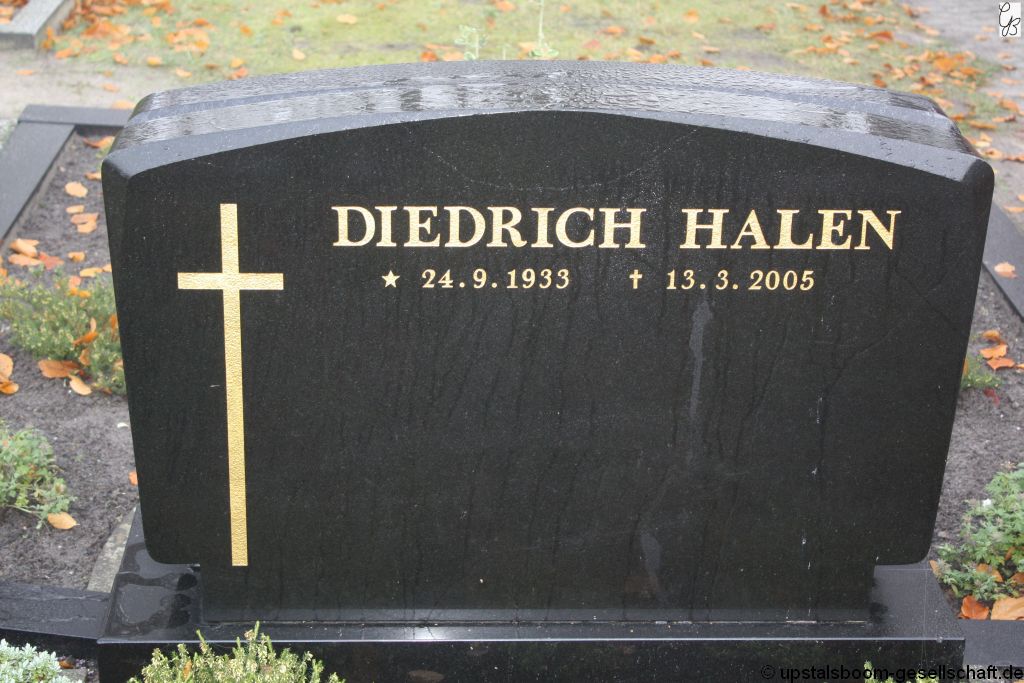 DIEDRICH HALEN
★ 24.9.1933 ✝ 13.3.2005
© upstalsboom-gesellschaft.de